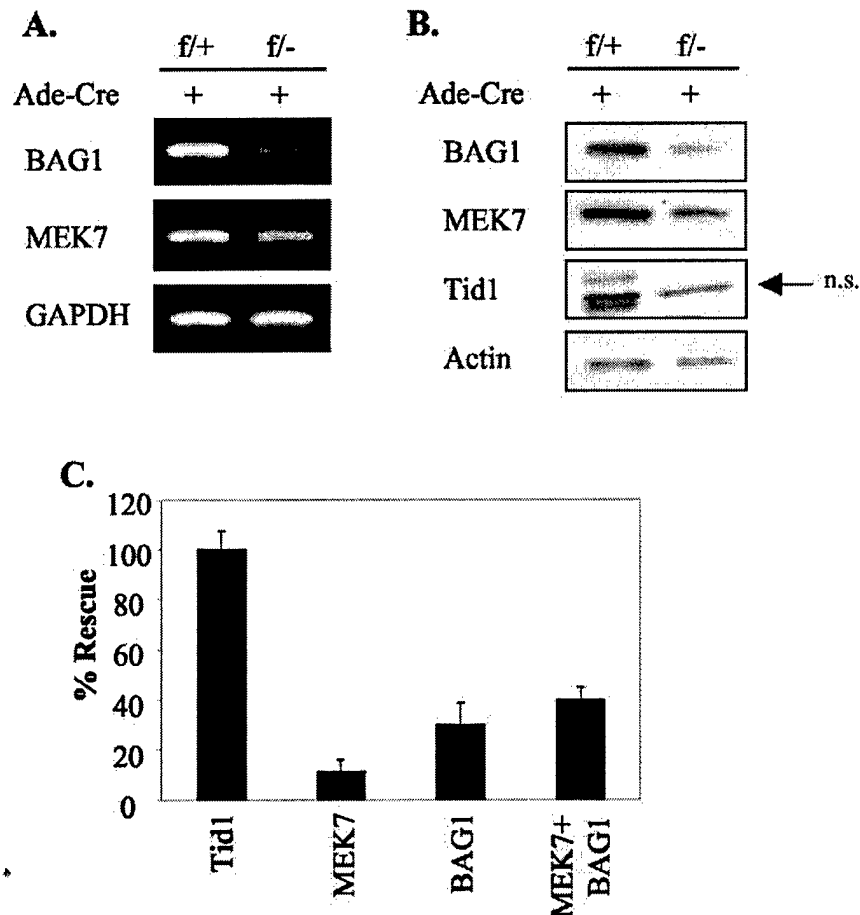 A.
f/+ f/-
Ade-Cre + +
BAG1
MEK7
GAPDH
B.
f/+ f/-
Ade-Cre + +
BAG1
MEK7
Tid1
n.s.
Actin
C.
% Rescue
120
100
80
60
40
20
0
Tid1
MEK7
BAG1
MEK7+
BAG1